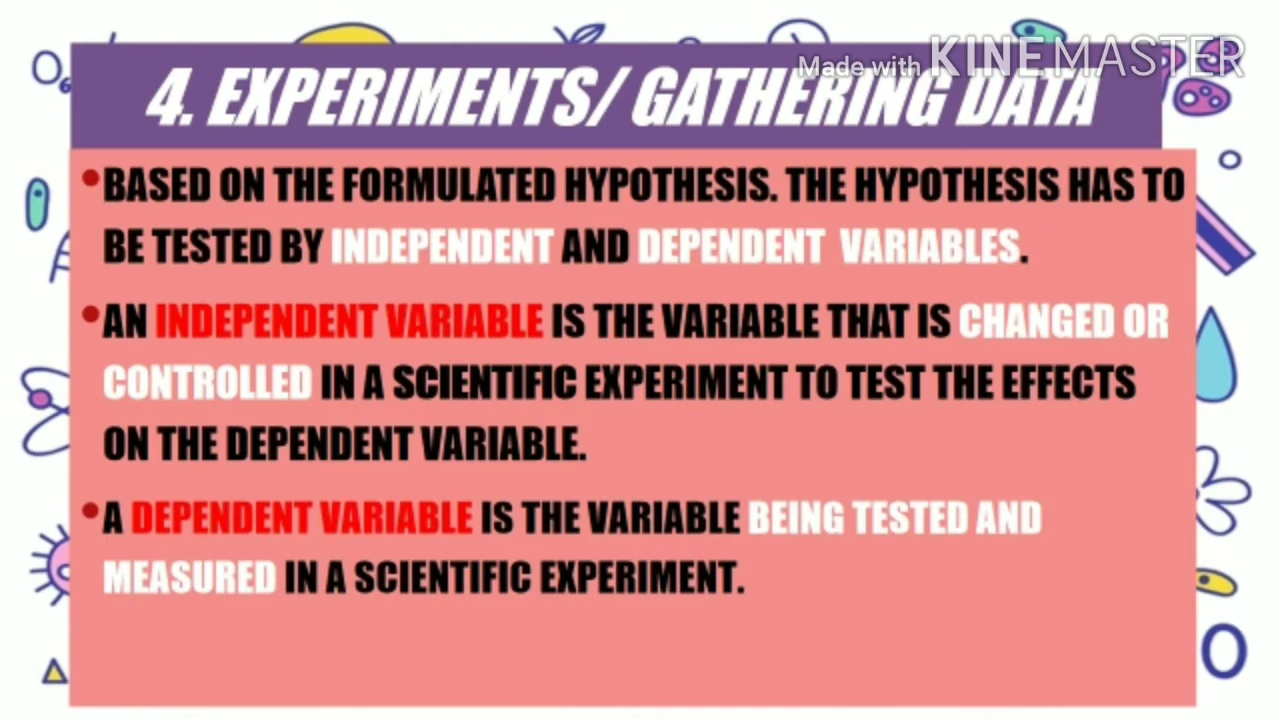 Made with KINEMASTER
4. EXPERIMENTS/ GATHERING DATA
•BASED ON THE FORMULATED HYPOTHESIS. THE HYPOTHESIS HAS TO
BE TESTED BY INDEPENDENT AND DEPENDENT VARIABLES.
•AN INDEPENDENT VARIABLE IS THE VARIABLE THAT IS CHANGED OR
CONTROLLED IN A SCIENTIFIC EXPERIMENT TO TEST THE EFFECTS
ON THE DEPENDENT VARIABLE.
•A DEPENDENT VARIABLE IS THE VARIABLE BEING TESTED AND
MEASURED IN A SCIENTIFIC EXPERIMENT.